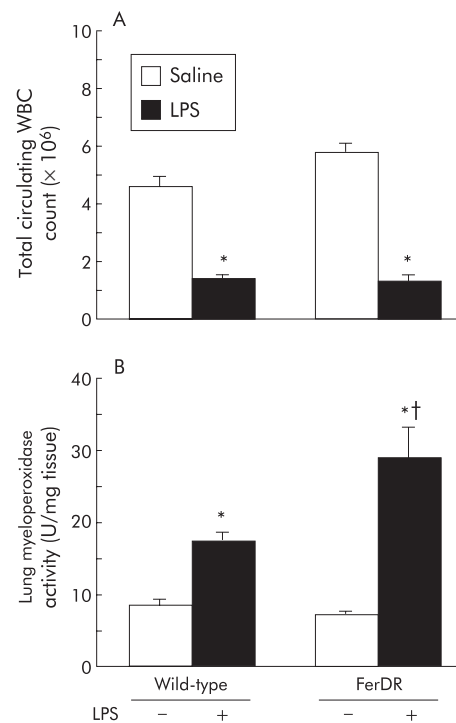 A
Total circulating WBC
count (× 10⁶)
10
8
6
4
2
0
Saline
LPS
*
*
B
Lung myeloperoxidase
activity (U/mg tissue)
40
30
20
10
0
*
*†
Wild-type FerDR
LPS − + − +